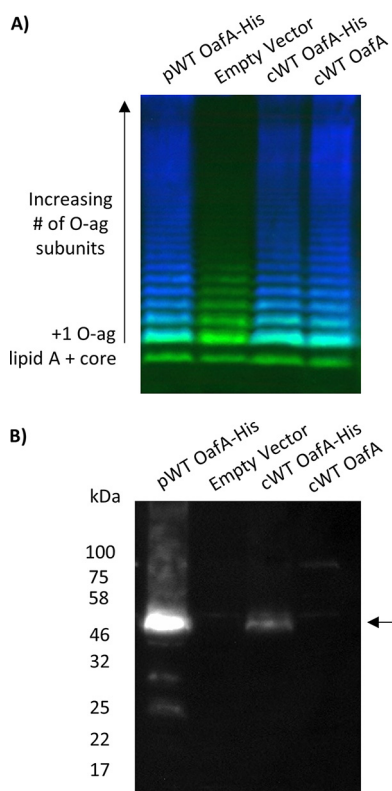 A)
pWT OafA-His
Empty Vector
cWT OafA-His
cWT OafA
Increasing
# of O-ag
subunits
+1 O-ag
lipid A + core
B)
pWT OafA-His
Empty Vector
cWT OafA-His
cWT OafA
kDa
100
75
58
46
32
25
22
17